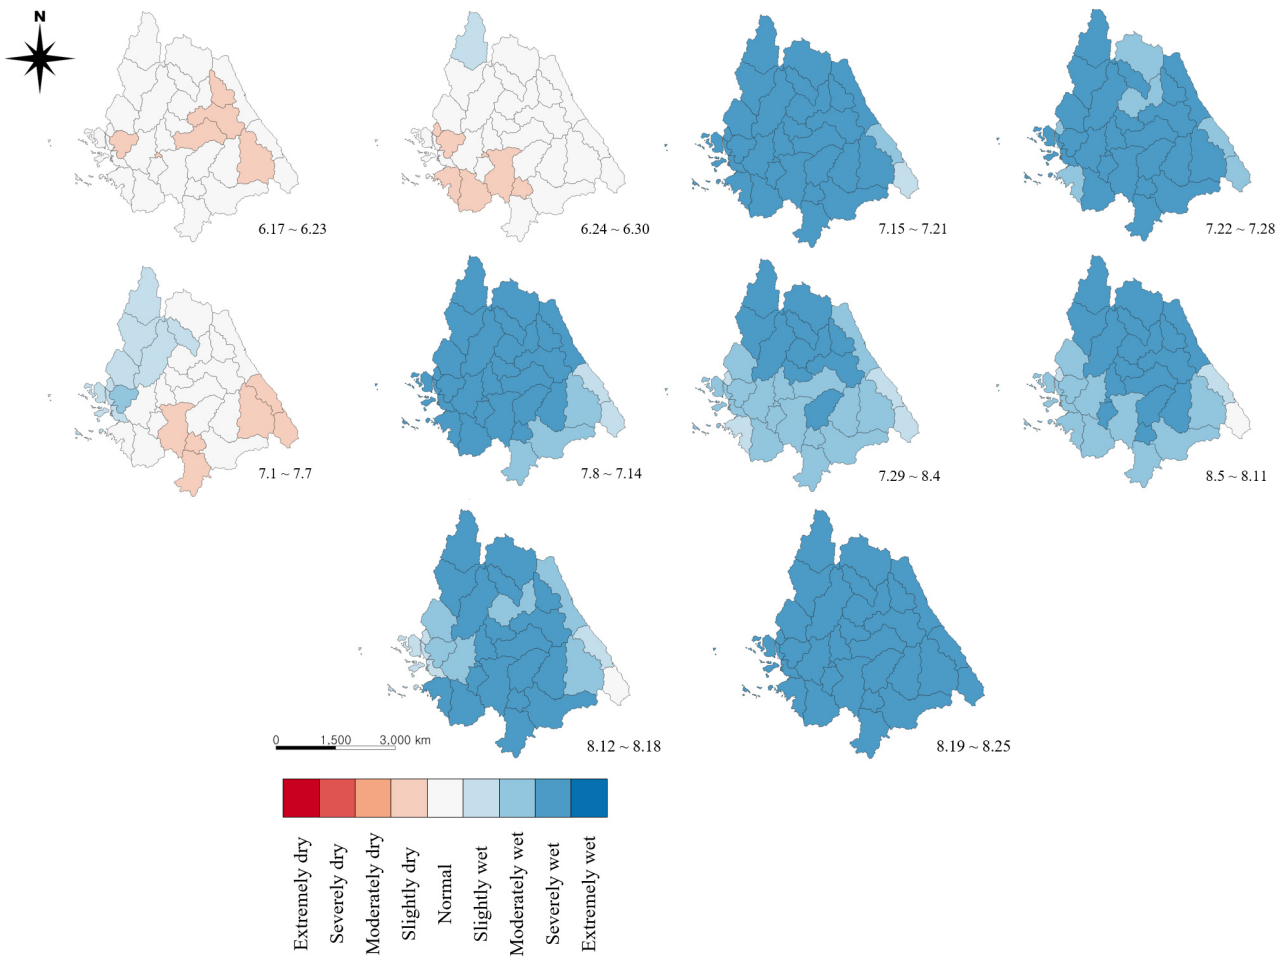 N
6.17 ~ 6.23
6.24 ~ 6.30
7.15 ~ 7.21
7.22 ~ 7.28
7.1 ~ 7.7
7.8 ~ 7.14
7.29 ~ 8.4
8.5 ~ 8.11
8.12 ~ 8.18
8.19 ~ 8.25
0 1,500 3,000 km
Extremely dry
Severely dry
Moderately dry
Slightly dry
Normal
Slightly wet
Moderately wet
Severely wet
Extremely wet